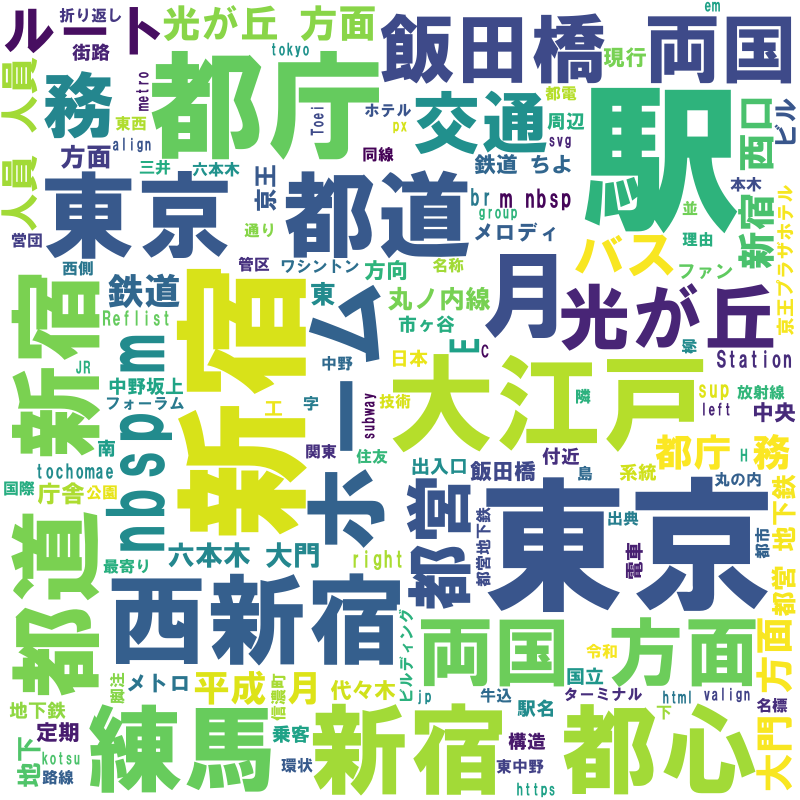 折り返し
光が丘 方面
em
ルート
街路
tokyo
飯田橋 両国
人員 人員
務
metro
都庁
Toei
ホテル
都電
現行
ビル
px
交通
周辺
svg
駅
西口
東西
align
方面
三井
六本木
同線
鉄道 ちよ
本木
東京
京王
都道
br
m nbsp
group
メロディ
新宿
並
理由
京王プラザホテル
営団
通り
西側
管区
ワシントン
方向
名称
月
バス
ファン
新宿
鉄道
Reflist
新宿
ホーム
東
丸ノ内線
市ヶ谷
E
c
光が丘
柳
JR
nbsp m
中野
日本
Station
中野坂上
フォーラム
工
字
subway
技術
大江戸
隣
sup
放射線
left
中央
南
関東
住友
tochomae
出入口
飯田橋
付近
島
系統
都庁
H
務
国際
庁舎
公園
丸の内
都道
最寄り
六本木 大門
right
都営
都営地下鉄
東京
出典
電車
都市
都営 地下鉄
西新宿
ビルディング
両国
方面
令和
大門 方面
脚注
メトロ
平成
信濃町
月
代々木
jp
牛込
国立
ターミナル
html
valign
名標
地下鉄
駅名
下
地下
定期
kotsu
路線
練馬
乗客
環状
新宿
構造
東中野
https
都心